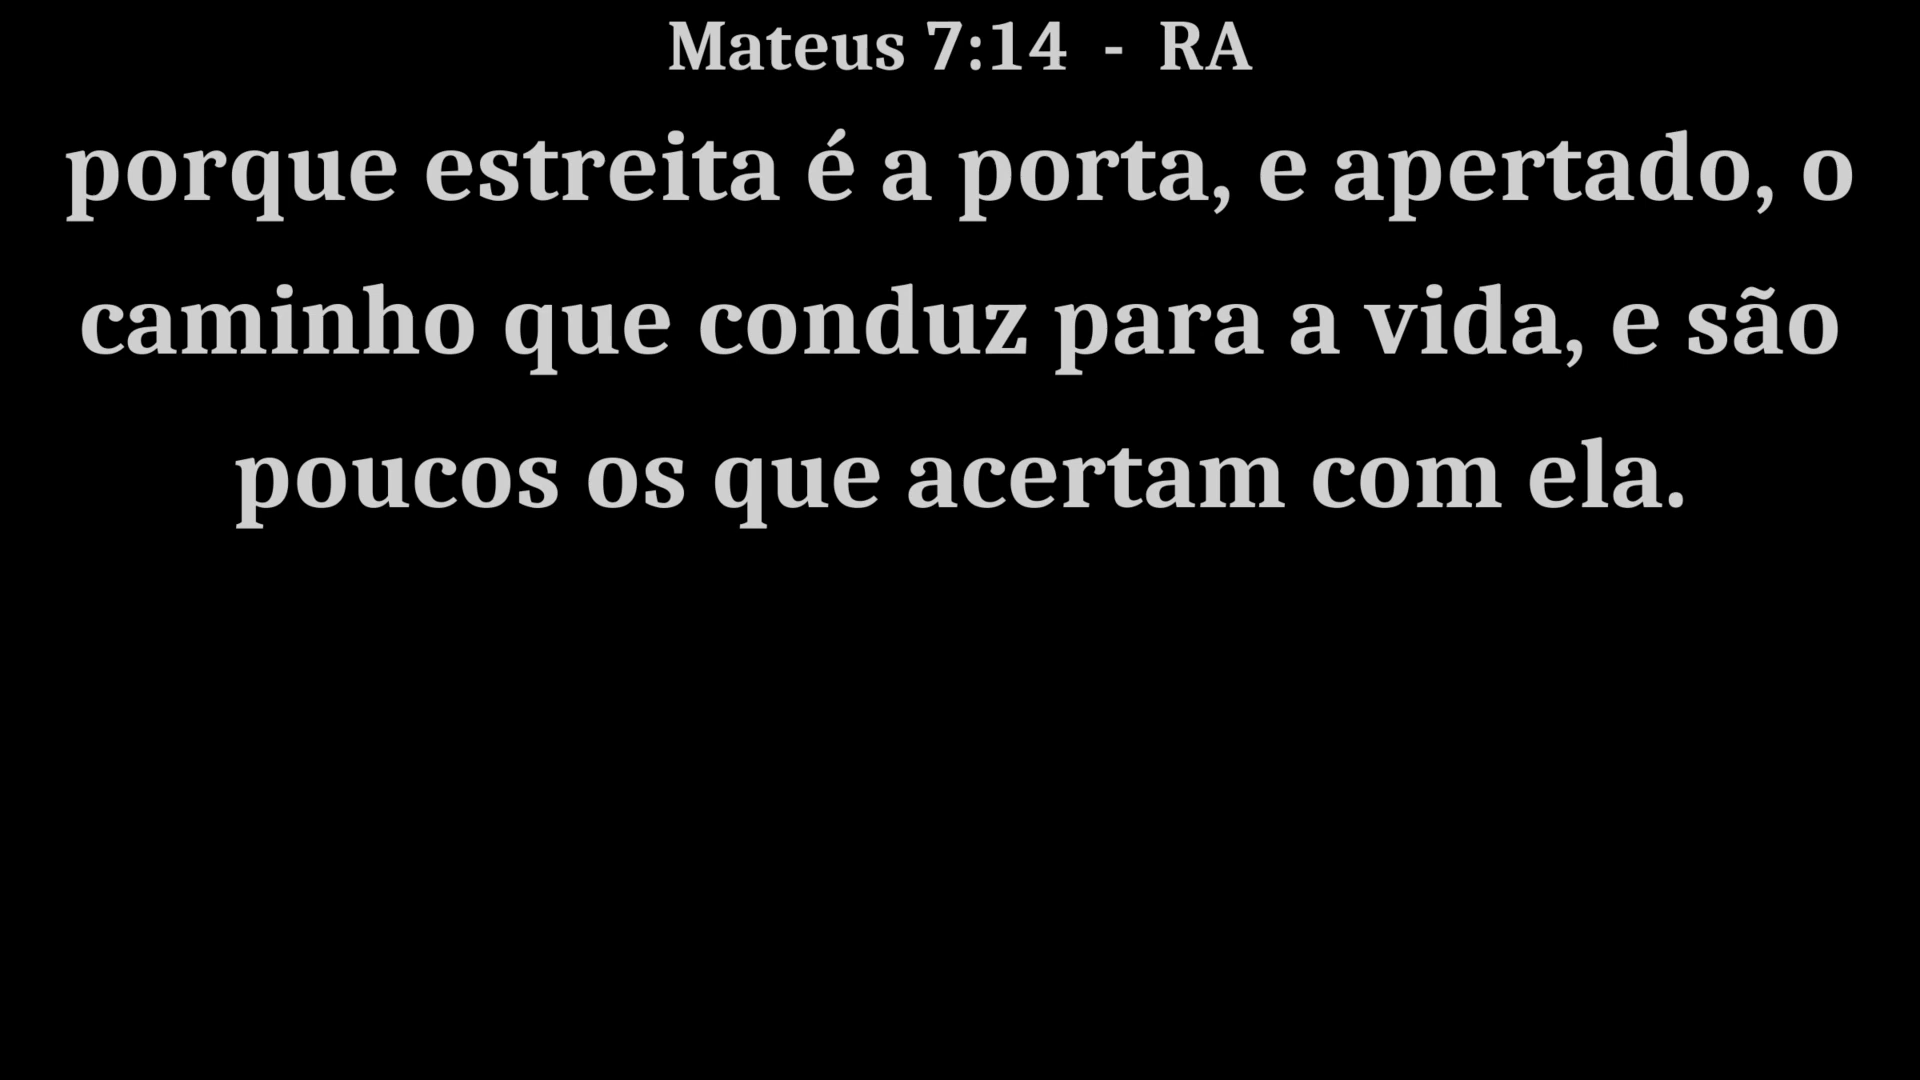 Mateus 7:14 - RA
porque estreita é a porta, e apertado, o
caminho que conduz para a vida, e são
poucos os que acertam com ela.